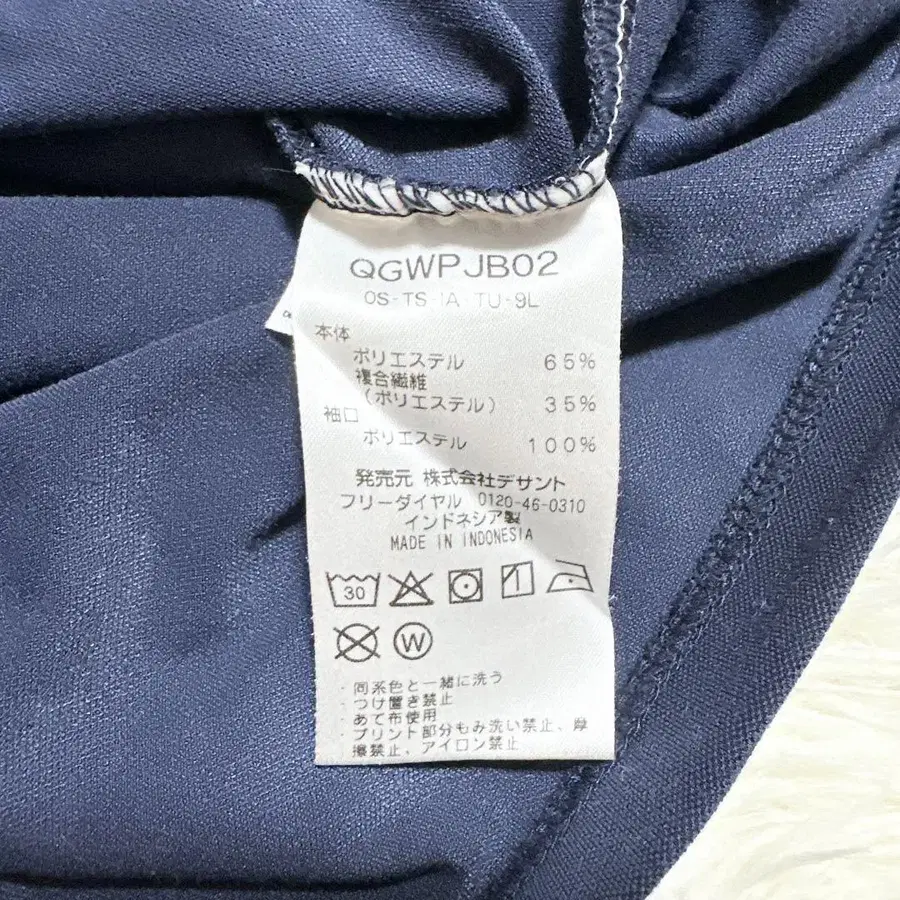 QGWPJB02
OS-TS-IA TU-9L
本体
ポリエステル 65%
複合繊維
(ポリエステル) 35%
袖口
ポリエステル 100%
発売元 株式会社デサント
フリーダイヤル 0120-46-0310
インドネシア製
MADE IN INDONESIA
30
W
・同系色と一緒に洗う
・つけ置き禁止
・あて布使用
・プリント部分もみ洗い禁止、摩
擦禁止、アイロン禁止